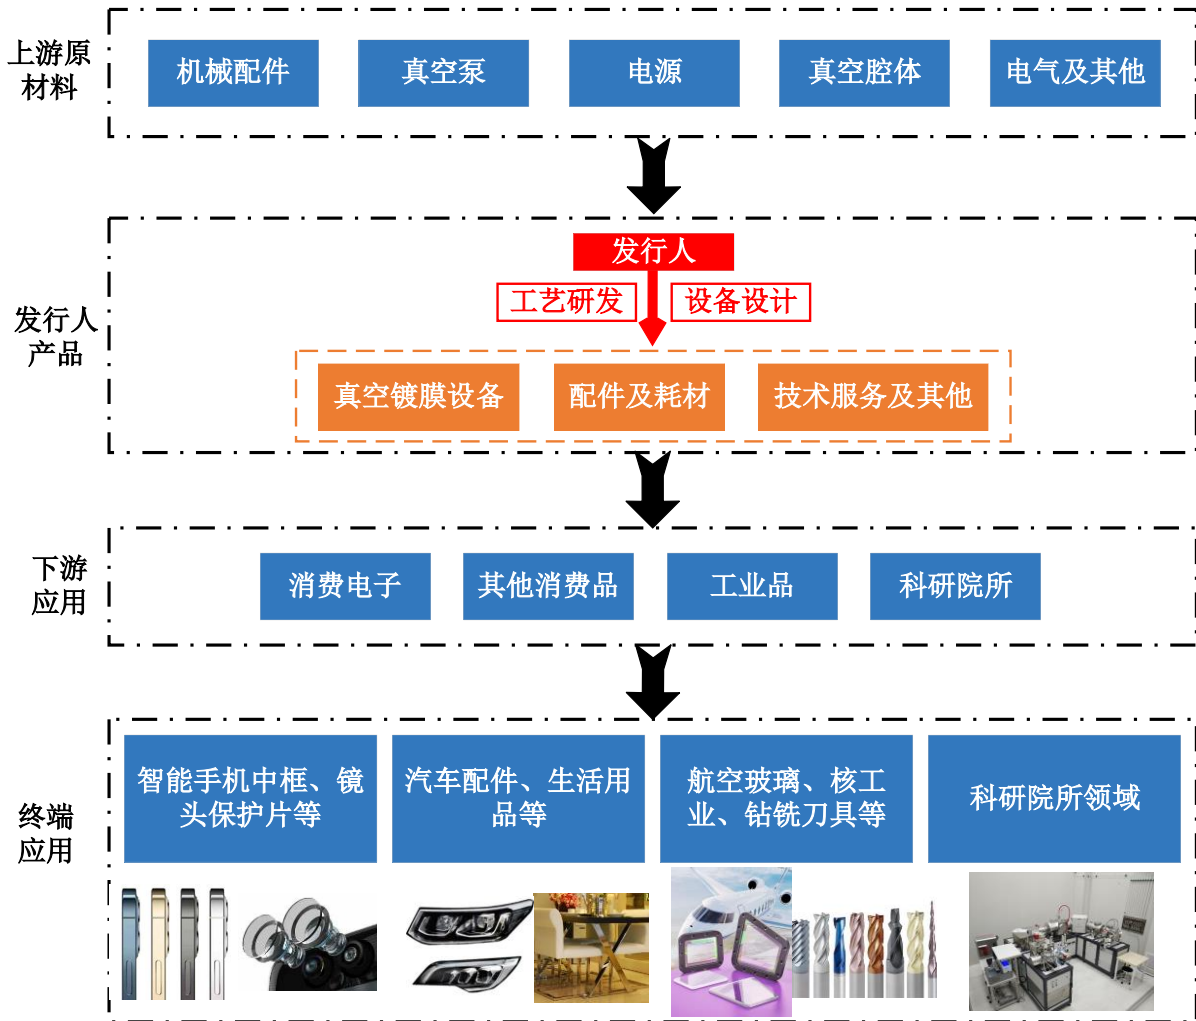 上游原
材料
机械配件
真空泵
电源
真空腔体
电气及其他
发行人
产品
发行人
工艺研发
设备设计
真空镀膜设备
配件及耗材
技术服务及其他
下游
应用
消费电子
其他消费品
工业品
科研院所
终端
应用
智能手机中框、镜
头保护片等
汽车配件、生活用
品等
航空玻璃、核工
业、钻铣刀具等
科研院所领域